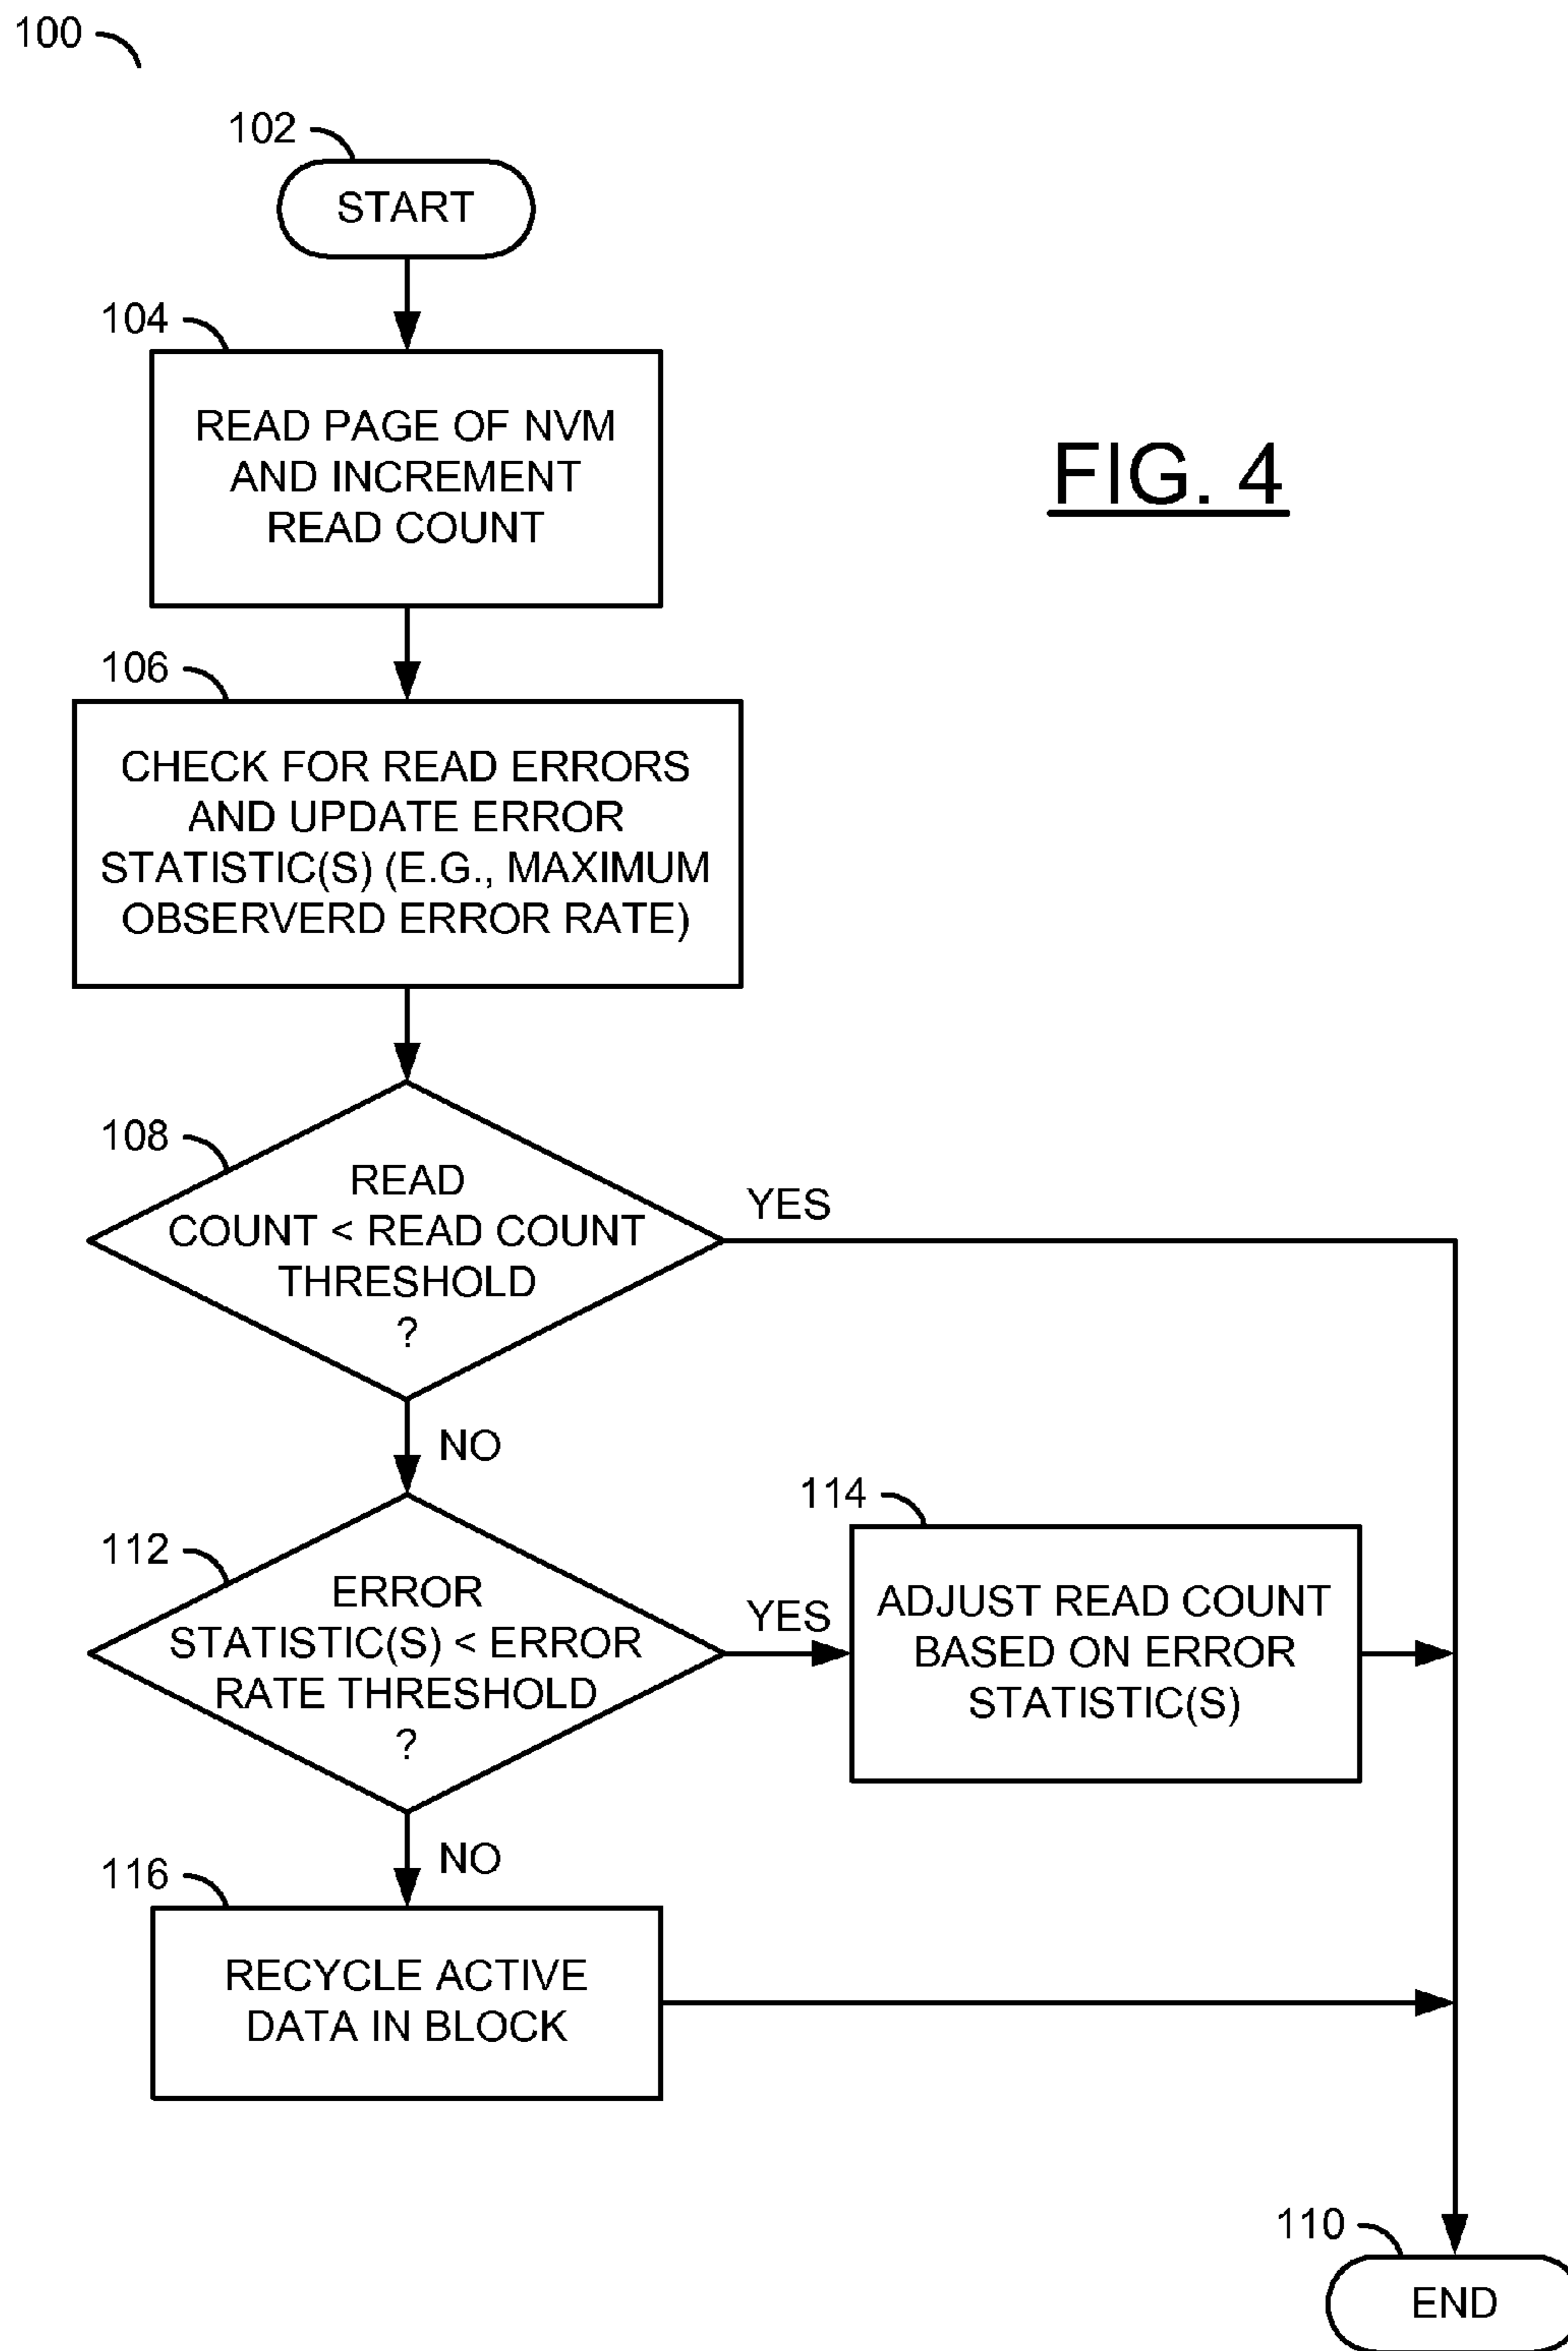 100
102
START
104
READ PAGE OF NVM
AND INCREMENT
READ COUNT
FIG. 4
106
CHECK FOR READ ERRORS
AND UPDATE ERROR
STATISTIC(S) (E.G., MAXIMUM
OBSERVERD ERROR RATE)
108
READ
COUNT < READ COUNT
THRESHOLD
?
YES
NO
112
ERROR
STATISTIC(S) < ERROR
RATE THRESHOLD
?
YES
114
ADJUST READ COUNT
BASED ON ERROR
STATISTIC(S)
NO
116
RECYCLE ACTIVE
DATA IN BLOCK
110
END